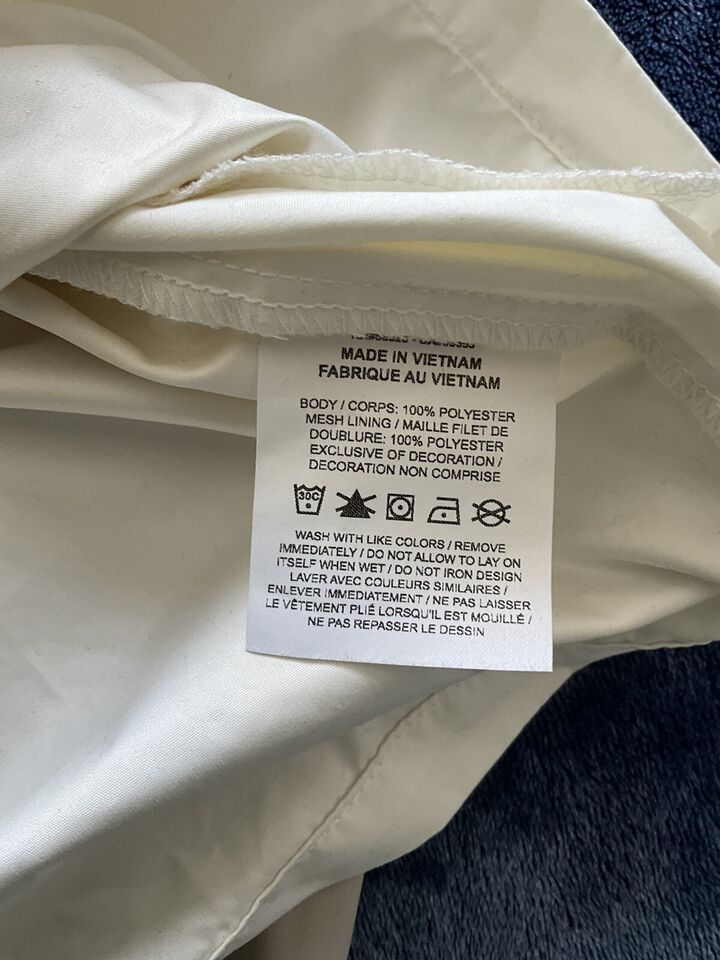 MADE IN VIETNAM
FABRIQUE AU VIETNAM
BODY / CORPS: 100% POLYESTER
MESH LINING / MAILLE FILET DE
DOUBLURE: 100% POLYESTER
EXCLUSIVE OF DECORATION /
DECORATION NON COMPRISE
30C
WASH WITH LIKE COLORS / REMOVE
IMMEDIATELY / DO NOT ALLOW TO LAY ON
ITSELF WHEN WET / DO NOT IRON DESIGN
LAVER AVEC COULEURS SIMILAIRES /
ENLEVER IMMEDIATEMENT / NE PAS LAISSER
LE VÊTEMENT PLIÉ LORSQU'IL EST MOUILLÉ /
NE PAS REPASSER LE DESSIN